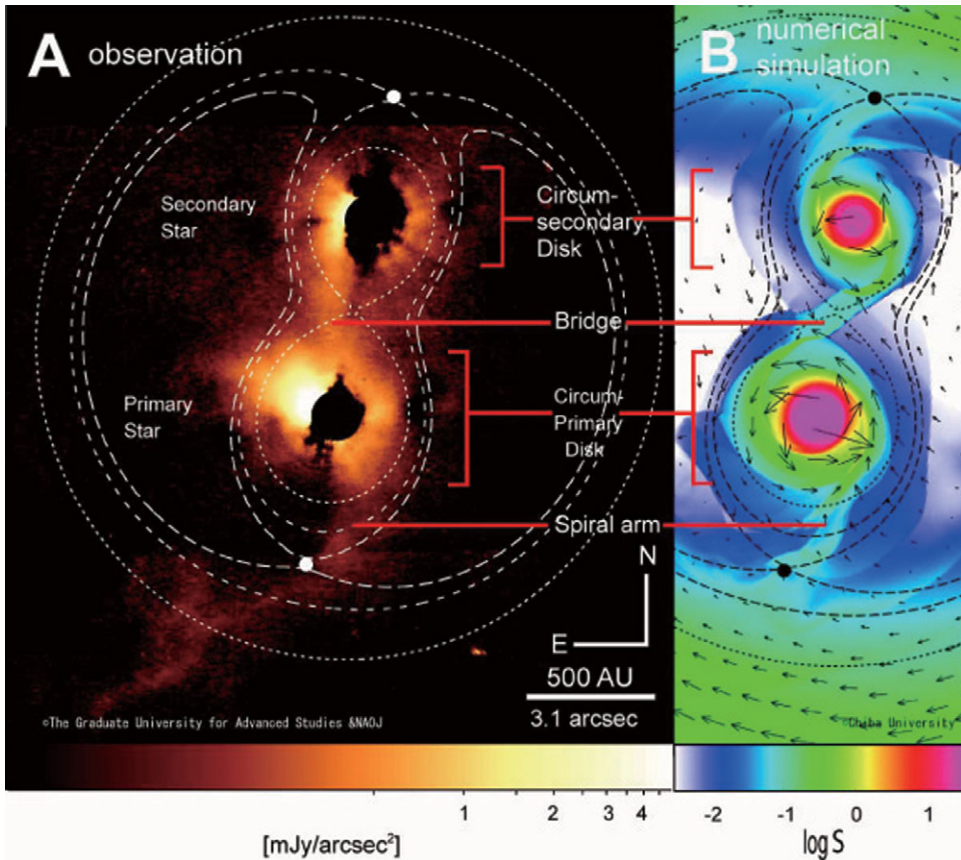 A observation
B numerical
simulation
Secondary
Star
Circum-
secondary
Disk
Bridge
Primary
Star
Circum-
Primary
Disk
Spiral arm
N
E
500 AU
3.1 arcsec
©The Graduate University for Advanced Studies &NAOJ
©Chiba University
1 2 3 4
[mJy/arcsec²]
-2 -1 0 1
log S